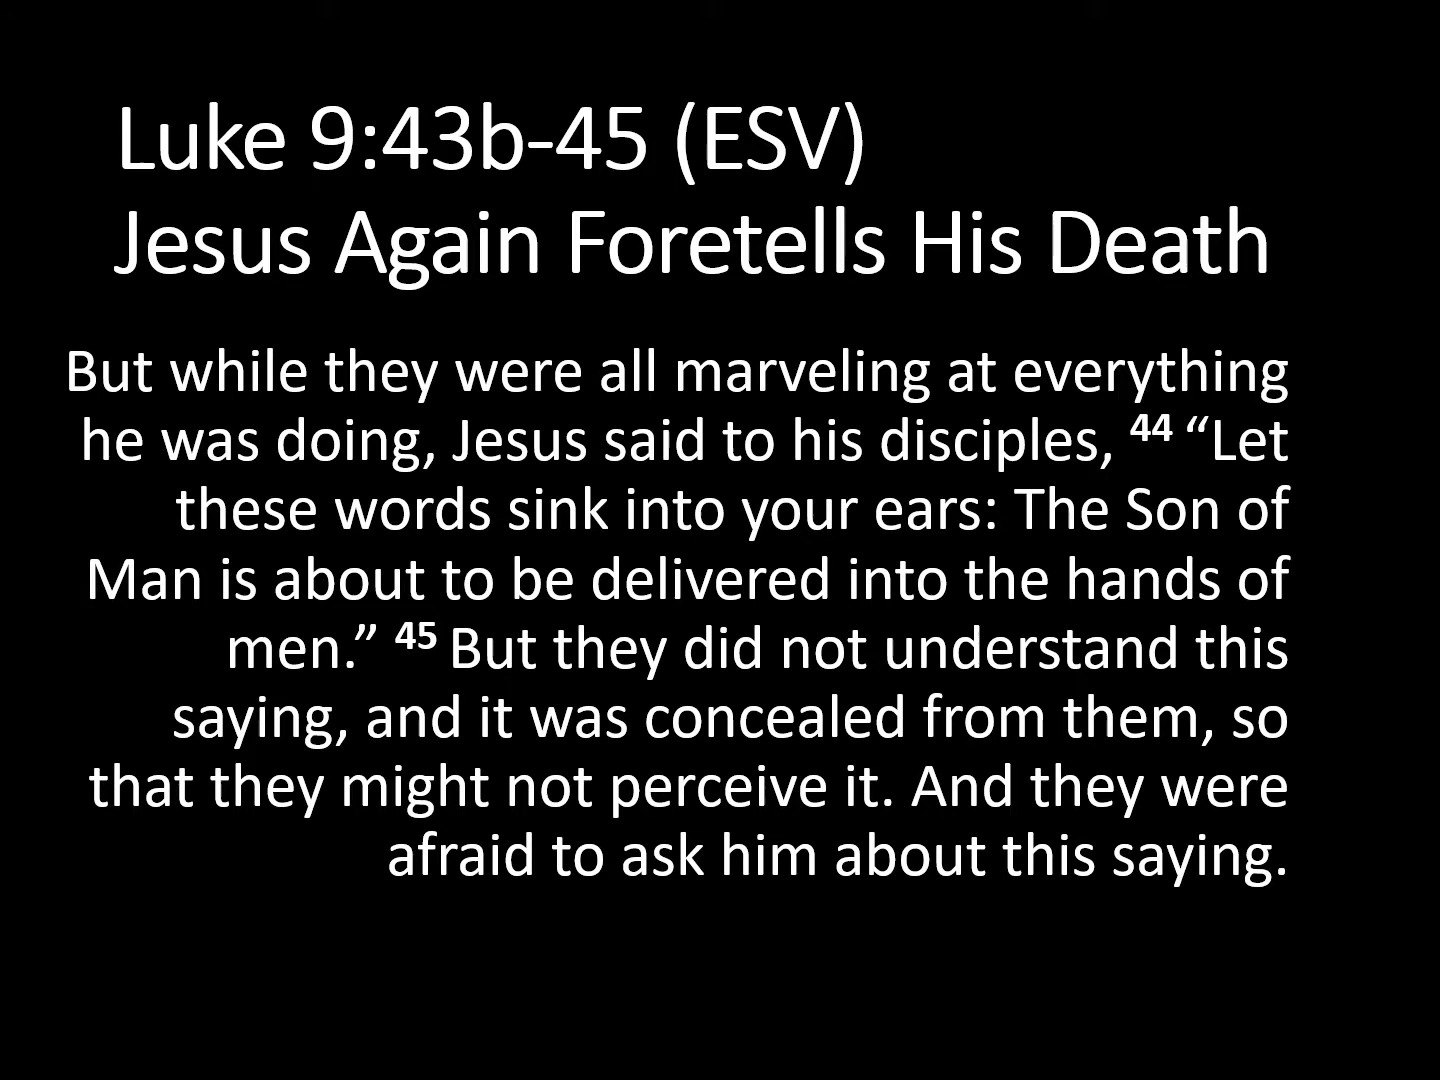 Luke 9:43b-45 (ESV)
Jesus Again Foretells His Death
But while they were all marveling at everything
he was doing, Jesus said to his disciples, 44 “Let
these words sink into your ears: The Son of
Man is about to be delivered into the hands of
men.” 45 But they did not understand this
saying, and it was concealed from them, so
that they might not perceive it. And they were
afraid to ask him about this saying.